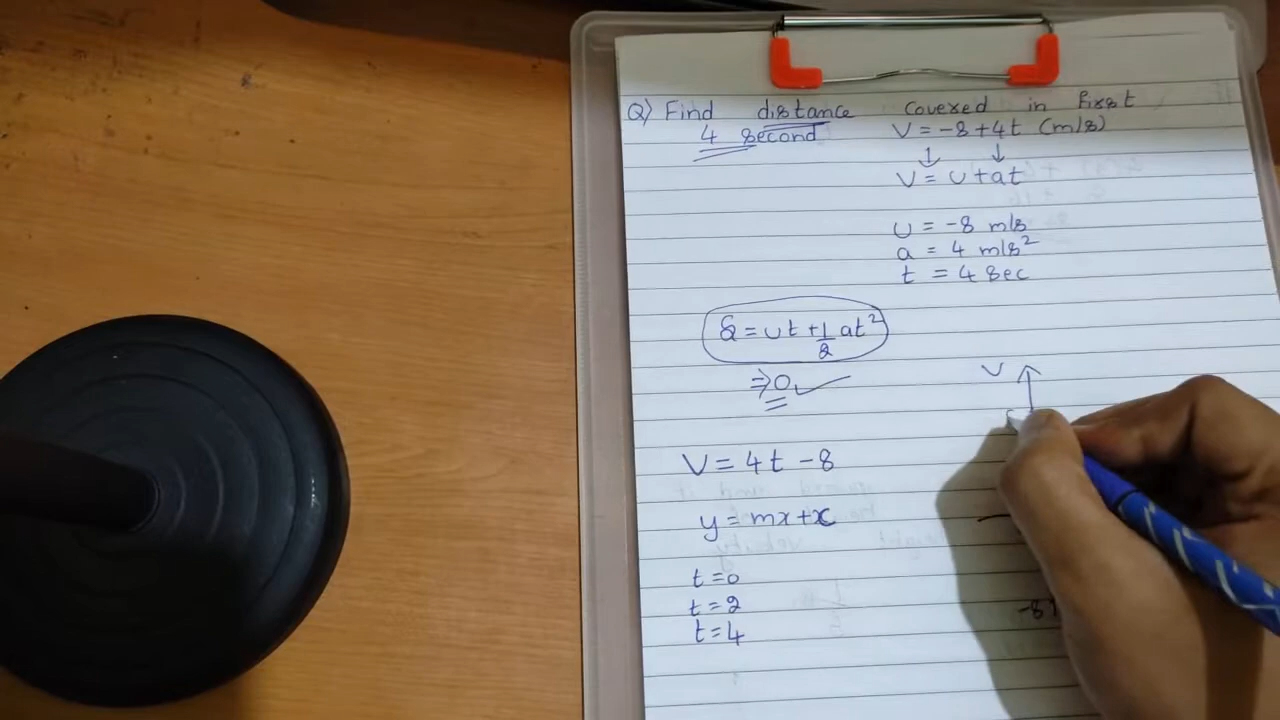 Q) Find distance covered in first
4 second
V = -8+4t (m/s)
V = u+at
u = -8 m/s
a = 4 m/s²
t = 4 sec
S = ut + 1/2 at²
⇒ 0 ✓
V
V = 4t - 8
y = mx+c
t=0
t=2
t=4
-8